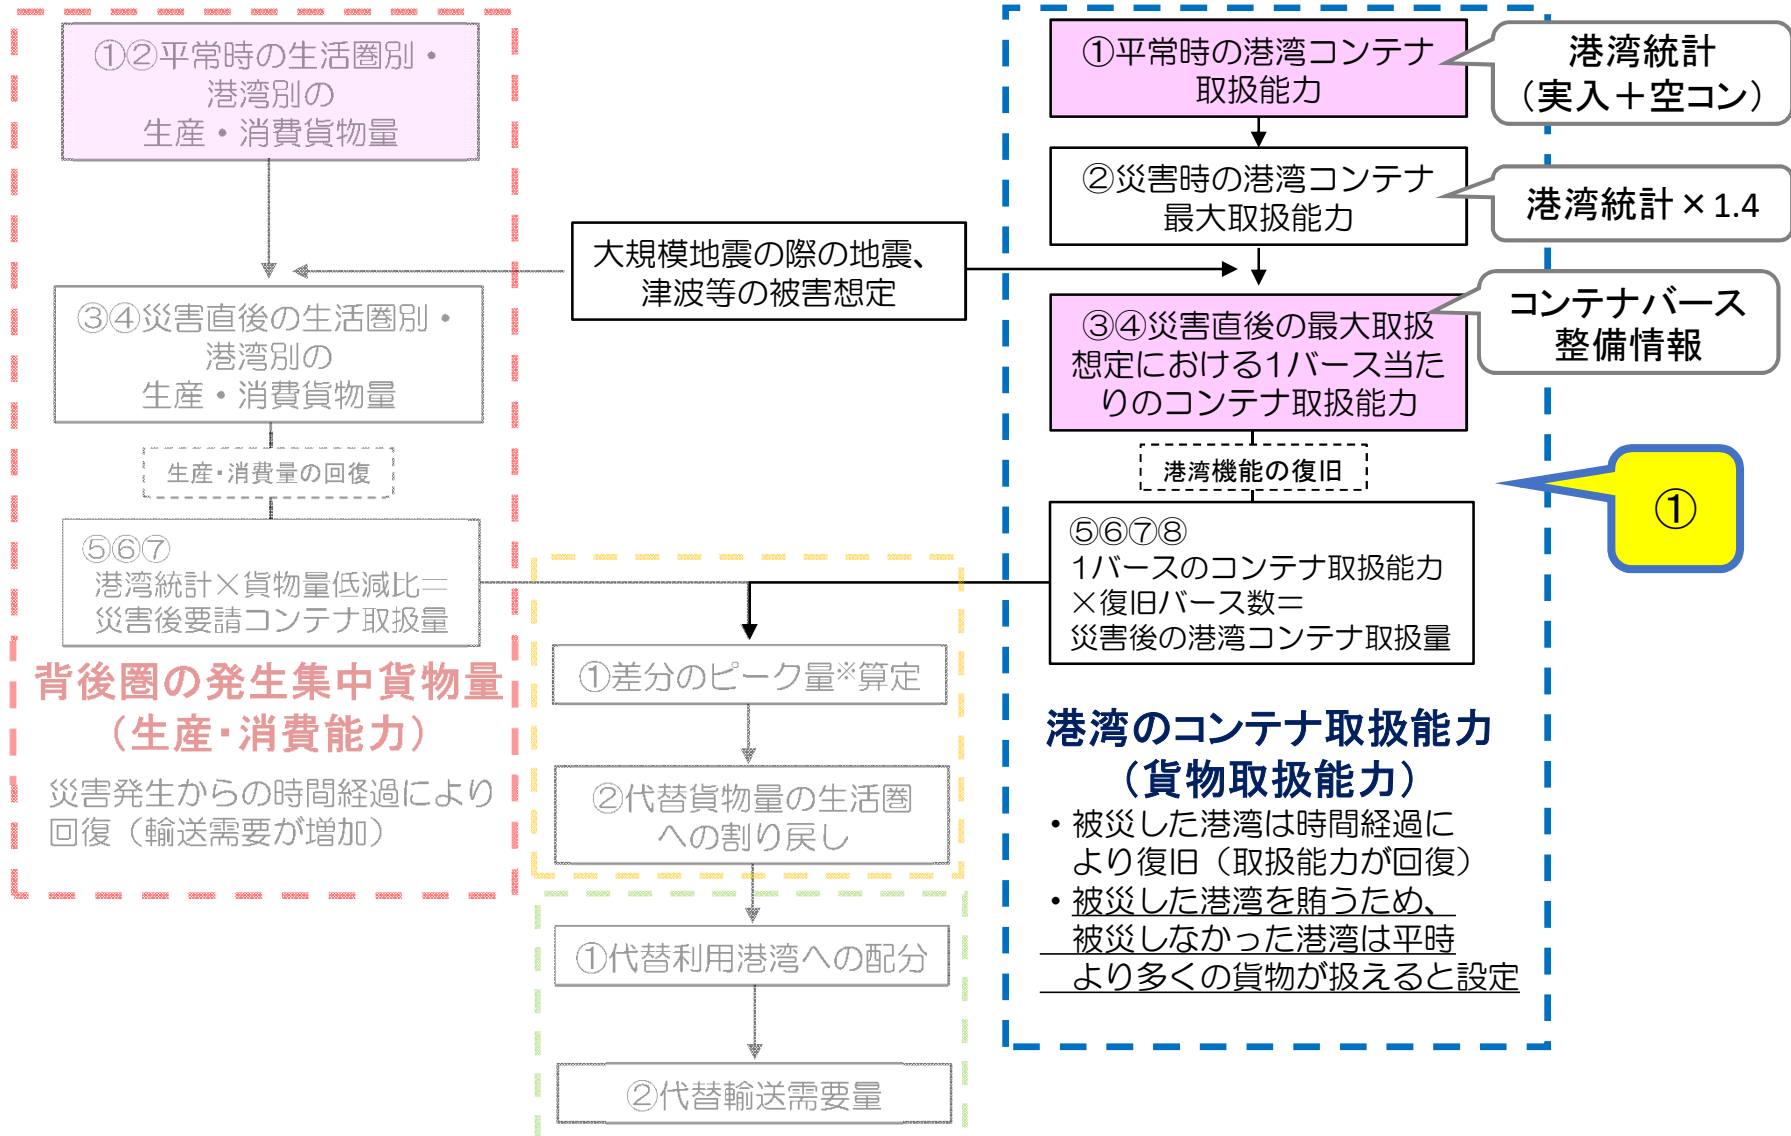 ①②平常時の生活圏別・
港湾別の
生産・消費貨物量
③④災害直後の生活圏別・
港湾別の
生産・消費貨物量
生産・消費量の回復
⑤⑥⑦
港湾統計×貨物量低減比＝
災害後要請コンテナ取扱量
背後圏の発生集中貨物量
（生産・消費能力）
災害発生からの時間経過により
回復（輸送需要が増加）
大規模地震の際の地震、
津波等の被害想定
①差分のピーク量※算定
②代替貨物量の生活圏
への割り戻し
①代替利用港湾への配分
②代替輸送需要量
①平常時の港湾コンテナ
取扱能力
港湾統計
（実入＋空コン）
②災害時の港湾コンテナ
最大取扱能力
港湾統計×1.4
③④災害直後の最大取扱
想定における1バース当た
りのコンテナ取扱能力
コンテナバース
整備情報
港湾機能の復旧
⑤⑥⑦⑧
1バースのコンテナ取扱能力
×復旧バース数＝
災害後の港湾コンテナ取扱量
①
港湾のコンテナ取扱能力
（貨物取扱能力）
・被災した港湾は時間経過に
より復旧（取扱能力が回復）
・被災した港湾を賄うため、
被災しなかった港湾は平時
より多くの貨物が扱えると設定